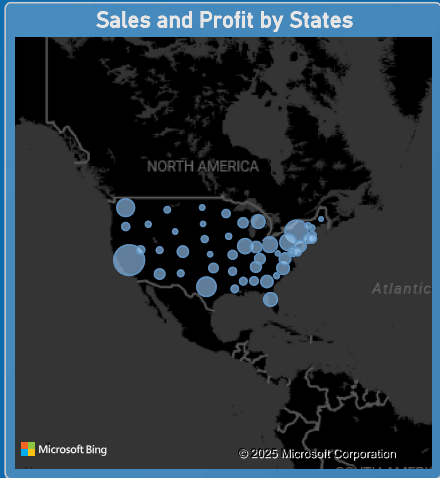 Sales and Profit by States
NORTH AMERICA
Atlantic
Microsoft Bing
© 2025 Microsoft Corporation